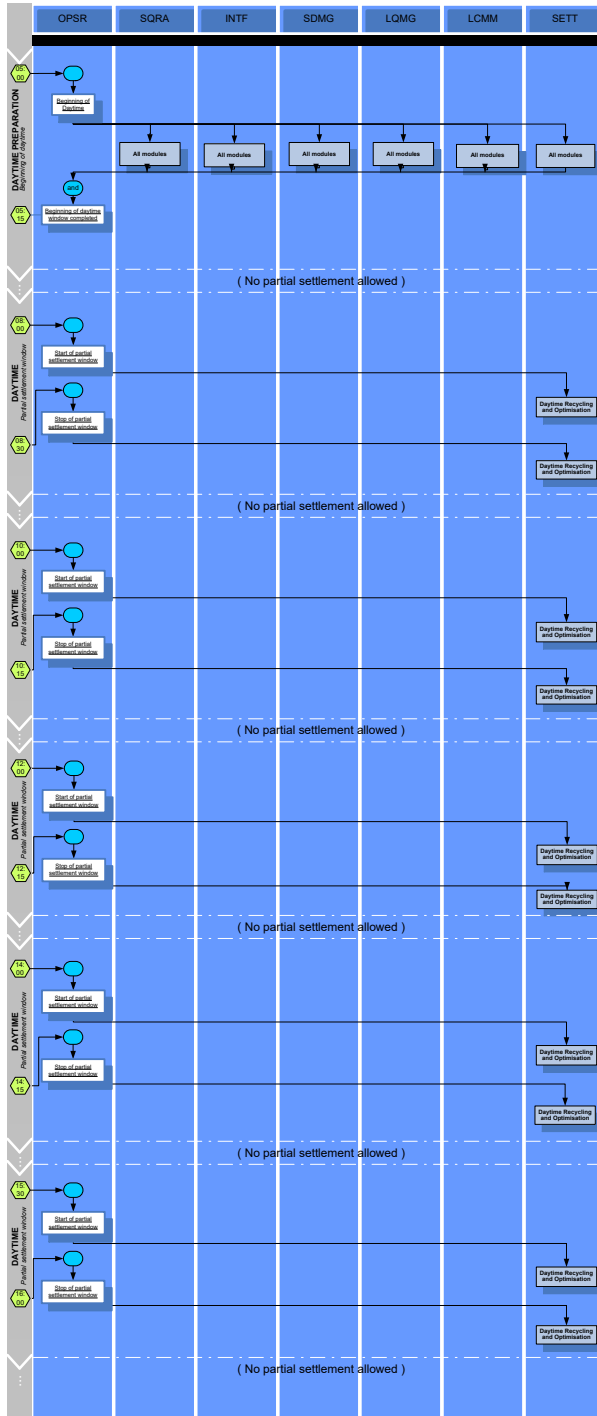 OPSR SQRA INTF SDMG LQMG LCMM SETT
05:
00
DAYTIME PREPARATION
Beginning of daytime
Beginning of
Daytime
All modules All modules All modules All modules All modules All modules
and
05:
15
Beginning of daytime
window completed
( No partial settlement allowed )
08:
00
DAYTIME
Partial settlement window
Start of partial
settlement window
Daytime Recycling
and Optimisation
Stop of partial
settlement window
08:
30
Daytime Recycling
and Optimisation
( No partial settlement allowed )
10:
00
DAYTIME
Partial settlement window
Start of partial
settlement window
Daytime Recycling
and Optimisation
Stop of partial
settlement window
10:
15
Daytime Recycling
and Optimisation
( No partial settlement allowed )
12:
00
DAYTIME
Partial settlement window
Start of partial
settlement window
Daytime Recycling
and Optimisation
Stop of partial
settlement window
12:
15
Daytime Recycling
and Optimisation
( No partial settlement allowed )
14:
00
DAYTIME
Partial settlement window
Start of partial
settlement window
Daytime Recycling
and Optimisation
Stop of partial
settlement window
14:
15
Daytime Recycling
and Optimisation
( No partial settlement allowed )
15:
30
DAYTIME
Partial settlement window
Start of partial
settlement window
Daytime Recycling
and Optimisation
Stop of partial
settlement window
16:
00
Daytime Recycling
and Optimisation
( No partial settlement allowed )